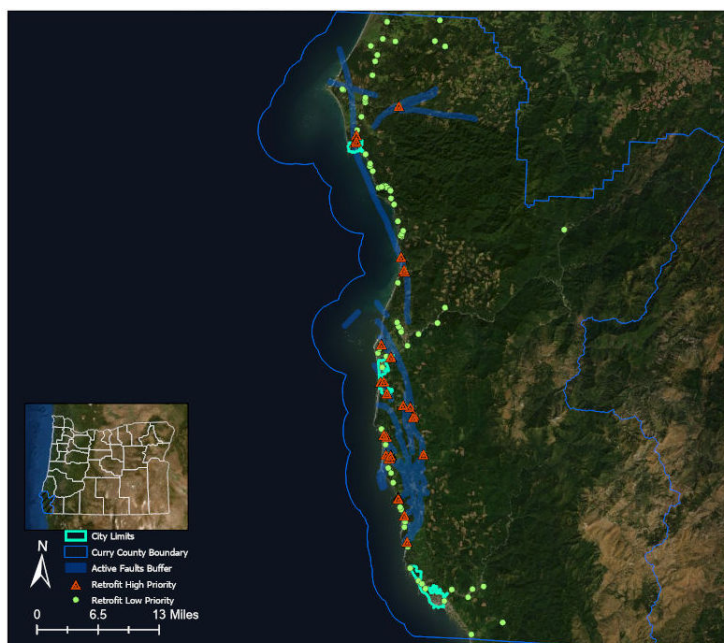 City Limits
Curry County Boundary
Active Faults Buffer
Retrofit High Priority
Retrofit Low Priority
N
0 6.5 13 Miles